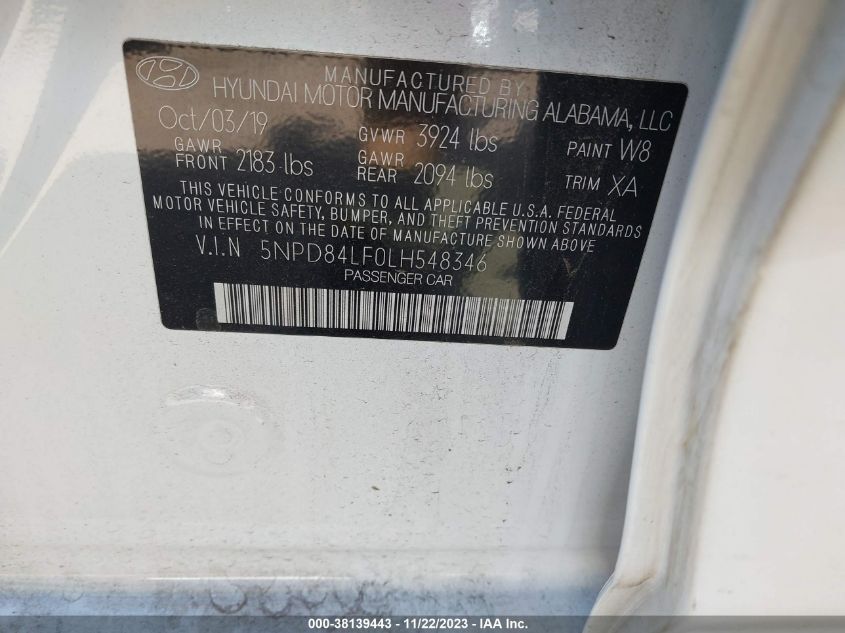 MANUFACTURED BY
HYUNDAI MOTOR MANUFACTURING ALABAMA, LLC
Oct/03/19 GVWR 3924 lbs PAINT W8
GAWR FRONT 2183 lbs GAWR REAR 2094 lbs TRIM XA
THIS VEHICLE CONFORMS TO ALL APPLICABLE U.S.A. FEDERAL
MOTOR VEHICLE SAFETY, BUMPER, AND THEFT PREVENTION STANDARDS
IN EFFECT ON THE DATE OF MANUFACTURE SHOWN ABOVE
V.I.N 5NPD84LF0LH548346
PASSENGER CAR
000-38139443 - 11/22/2023 - IAA Inc.